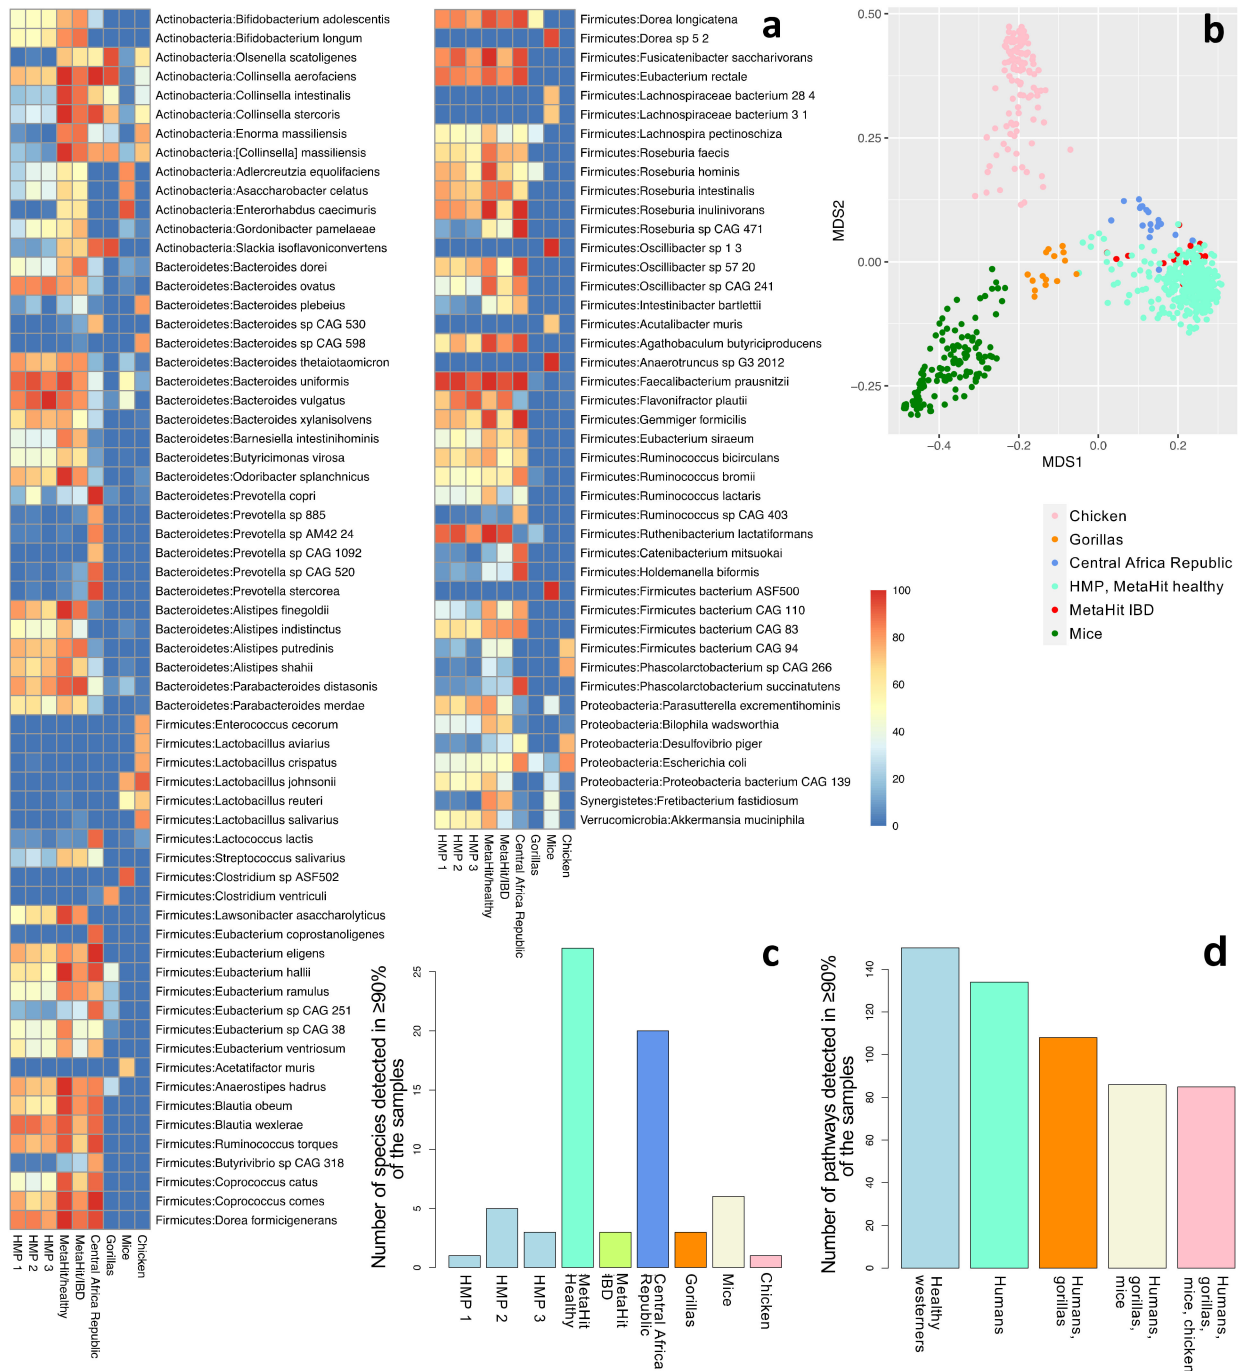 a
Actinobacteria:Bifidobacterium adolescentis
Actinobacteria:Bifidobacterium longum
Actinobacteria:Olsenella scatoligenes
Actinobacteria:Collinsella aerofaciens
Actinobacteria:Collinsella intestinalis
Actinobacteria:Collinsella stercoris
Actinobacteria:Enorma massiliensis
Actinobacteria:[Collinsella] massiliensis
Actinobacteria:Adlercreutzia equolifaciens
Actinobacteria:Asaccharobacter celatus
Actinobacteria:Enterorhabdus caecimuris
Actinobacteria:Gordonibacter pamelaeae
Actinobacteria:Slackia isoflavoniconvertens
Bacteroidetes:Bacteroides dorei
Bacteroidetes:Bacteroides ovatus
Bacteroidetes:Bacteroides plebeius
Bacteroidetes:Bacteroides sp CAG 530
Bacteroidetes:Bacteroides sp CAG 598
Bacteroidetes:Bacteroides thetaiotaomicron
Bacteroidetes:Bacteroides uniformis
Bacteroidetes:Bacteroides vulgatus
Bacteroidetes:Bacteroides xylanisolvens
Bacteroidetes:Barnesiella intestinihominis
Bacteroidetes:Butyricimonas virosa
Bacteroidetes:Odoribacter splanchnicus
Bacteroidetes:Prevotella copri
Bacteroidetes:Prevotella sp 885
Bacteroidetes:Prevotella sp AM42 24
Bacteroidetes:Prevotella sp CAG 1092
Bacteroidetes:Prevotella sp CAG 520
Bacteroidetes:Prevotella stercorea
Bacteroidetes:Alistipes finegoldii
Bacteroidetes:Alistipes indistinctus
Bacteroidetes:Alistipes putredinis
Bacteroidetes:Alistipes shahii
Bacteroidetes:Parabacteroides distasonis
Bacteroidetes:Parabacteroides merdae
Firmicutes:Enterococcus cecorum
Firmicutes:Lactobacillus aviarius
Firmicutes:Lactobacillus crispatus
Firmicutes:Lactobacillus johnsonii
Firmicutes:Lactobacillus reuteri
Firmicutes:Lactobacillus salivarius
Firmicutes:Lactococcus lactis
Firmicutes:Streptococcus salivarius
Firmicutes:Clostridium sp ASF502
Firmicutes:Clostridium ventriculi
Firmicutes:Lawsonibacter asaccharolyticus
Firmicutes:Eubacterium coprostanoligenes
Firmicutes:Eubacterium eligens
Firmicutes:Eubacterium hallii
Firmicutes:Eubacterium ramulus
Firmicutes:Eubacterium sp CAG 251
Firmicutes:Eubacterium sp CAG 38
Firmicutes:Eubacterium ventriosum
Firmicutes:Acetatifactor muris
Firmicutes:Anaerostipes hadrus
Firmicutes:Blautia obeum
Firmicutes:Blautia wexlerae
Firmicutes:Ruminococcus torques
Firmicutes:Butyrivibrio sp CAG 318
Firmicutes:Coprococcus catus
Firmicutes:Coprococcus comes
Firmicutes:Dorea formicigenerans
HMP 1
HMP 2
HMP 3
MetaHit/healthy
MetaHit/IBD
Central Africa Republic
Gorillas
Mice
Chicken
Firmicutes:Dorea longicatena
Firmicutes:Dorea sp 5 2
Firmicutes:Fusicatenibacter saccharivorans
Firmicutes:Eubacterium rectale
Firmicutes:Lachnospiraceae bacterium 28 4
Firmicutes:Lachnospiraceae bacterium 3 1
Firmicutes:Lachnospira pectinoschiza
Firmicutes:Roseburia faecis
Firmicutes:Roseburia hominis
Firmicutes:Roseburia intestinalis
Firmicutes:Roseburia inulinivorans
Firmicutes:Roseburia sp CAG 471
Firmicutes:Oscillibacter sp 1 3
Firmicutes:Oscillibacter sp 57 20
Firmicutes:Oscillibacter sp CAG 241
Firmicutes:Intestinibacter bartlettii
Firmicutes:Acutalibacter muris
Firmicutes:Agathobaculum butyriciproducens
Firmicutes:Anaerotruncus sp G3 2012
Firmicutes:Faecalibacterium prausnitzii
Firmicutes:Flavonifractor plautii
Firmicutes:Gemmiger formicilis
Firmicutes:Eubacterium siraeum
Firmicutes:Ruminococcus bicirculans
Firmicutes:Ruminococcus bromii
Firmicutes:Ruminococcus lactaris
Firmicutes:Ruminococcus sp CAG 403
Firmicutes:Ruthenibacterium lactatiformans
Firmicutes:Catenibacterium mitsuokai
Firmicutes:Holdemanella biformis
Firmicutes:Firmicutes bacterium ASF500
Firmicutes:Firmicutes bacterium CAG 110
Firmicutes:Firmicutes bacterium CAG 83
Firmicutes:Firmicutes bacterium CAG 94
Firmicutes:Phascolarctobacterium sp CAG 266
Firmicutes:Phascolarctobacterium succinatutens
Proteobacteria:Parasutterella excrementihominis
Proteobacteria:Bilophila wadsworthia
Proteobacteria:Desulfovibrio piger
Proteobacteria:Escherichia coli
Proteobacteria:Proteobacteria bacterium CAG 139
Synergistetes:Fretibacterium fastidiosum
Verrucomicrobia:Akkermansia muciniphila
HMP 1
HMP 2
HMP 3
MetaHit/healthy
MetaHit/IBD
Central Africa Republic
Gorillas
Mice
Chicken
100
80
60
40
20
0
b
MDS2
0.50
0.25
0.00
−0.25
−0.4
−0.2
0.0
0.2
MDS1
Chicken
Gorillas
Central Africa Republic
HMP, MetaHit healthy
MetaHit IBD
Mice
c
Number of species detected in ≥90%
of the samples
25
20
15
10
5
0
HMP 1
HMP 2
HMP 3
MetaHit
Healthy
MetaHit
IBD
Central Africa
Republic
Gorillas
Mice
Chicken
d
Number of pathways detected in ≥90%
of the samples
140
120
100
80
60
40
20
0
Healthy
westerners
Humans
Humans,
gorillas
Humans,
gorillas,
mice
Humans,
gorillas,
mice, chicken